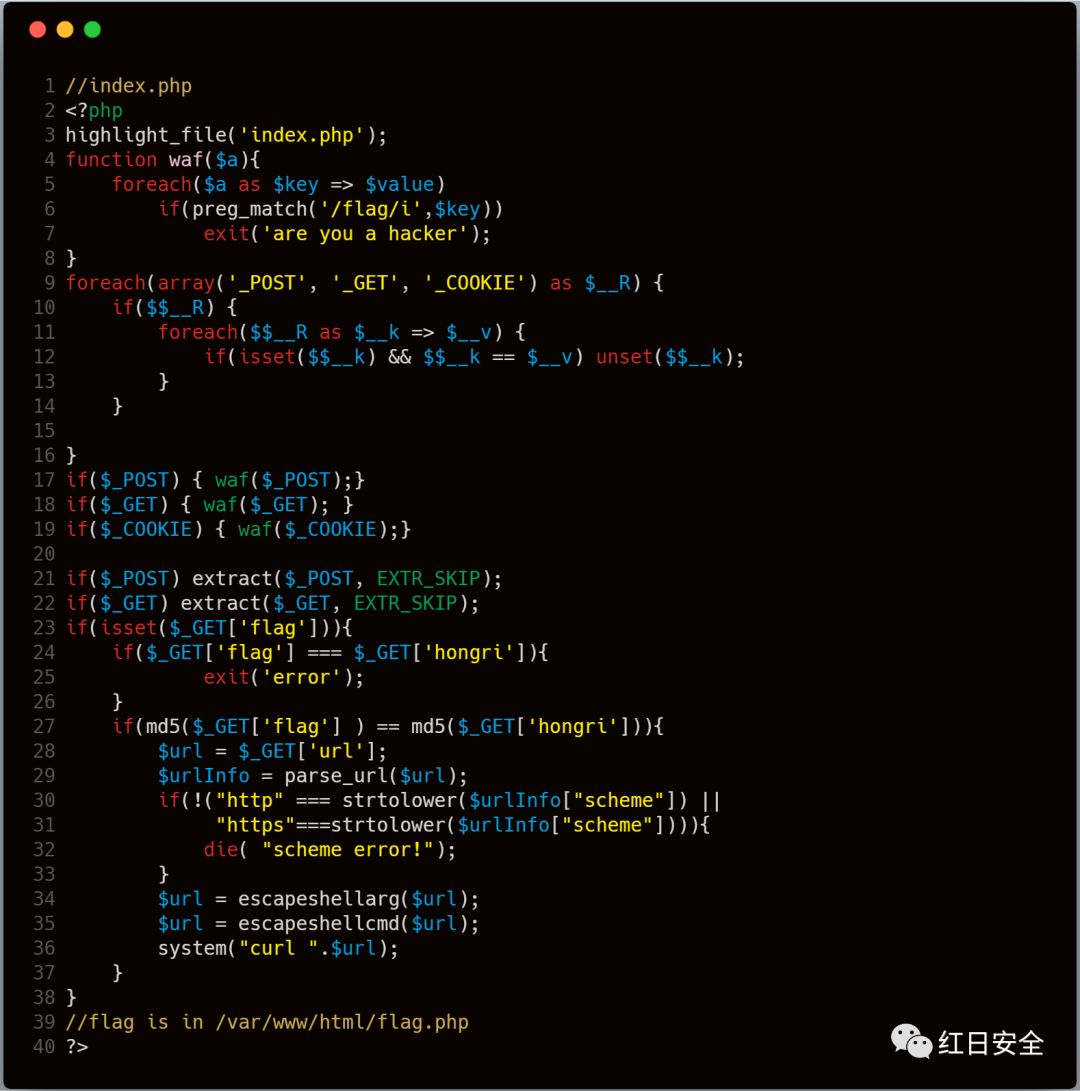 1 //index.php
2 <?php
3 highlight_file('index.php');
4 function waf($a){
5     foreach($a as $key => $value)
6         if(preg_match('/flag/i',$key))
7             exit('are you a hacker');
8 }
9 foreach(array('_POST', '_GET', '_COOKIE') as $__R) {
10     if($$__R) {
11         foreach($$__R as $__k => $__v) {
12             if(isset($$__k) && $$__k == $__v) unset($$__k);
13         }
14     }
15
16 }
17 if($_POST) { waf($_POST);}
18 if($_GET) { waf($_GET); }
19 if($_COOKIE) { waf($_COOKIE);}
20
21 if($_POST) extract($_POST, EXTR_SKIP);
22 if($_GET) extract($_GET, EXTR_SKIP);
23 if(isset($_GET['flag'])){
24     if($_GET['flag'] === $_GET['hongri']){
25             exit('error');
26     }
27     if(md5($_GET['flag'] ) == md5($_GET['hongri'])){
28         $url = $_GET['url'];
29         $urlInfo = parse_url($url);
30         if(!("http" === strtolower($urlInfo["scheme"]) ||
31              "https"===strtolower($urlInfo["scheme"]))){
32             die( "scheme error!");
33         }
34         $url = escapeshellarg($url);
35         $url = escapeshellcmd($url);
36         system("curl ".$url);
37     }
38 }
39 //flag is in /var/www/html/flag.php
40 ?>
红日安全